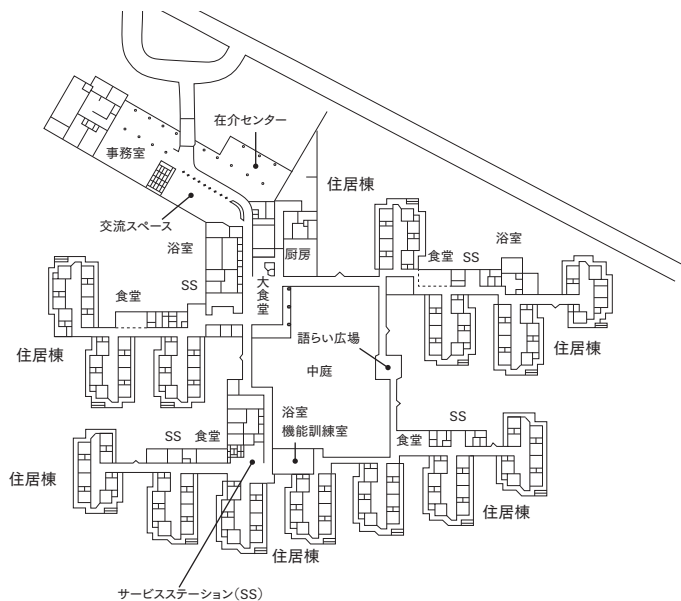 在介センター
事務室
住居棟
交流スペース
浴室
厨房
食堂
SS
浴室
SS
大食堂
食堂
語らい広場
住居棟
住居棟
中庭
浴室
機能訓練室
SS
SS
食堂
食堂
住居棟
住居棟
住居棟
サービスステーション(SS)